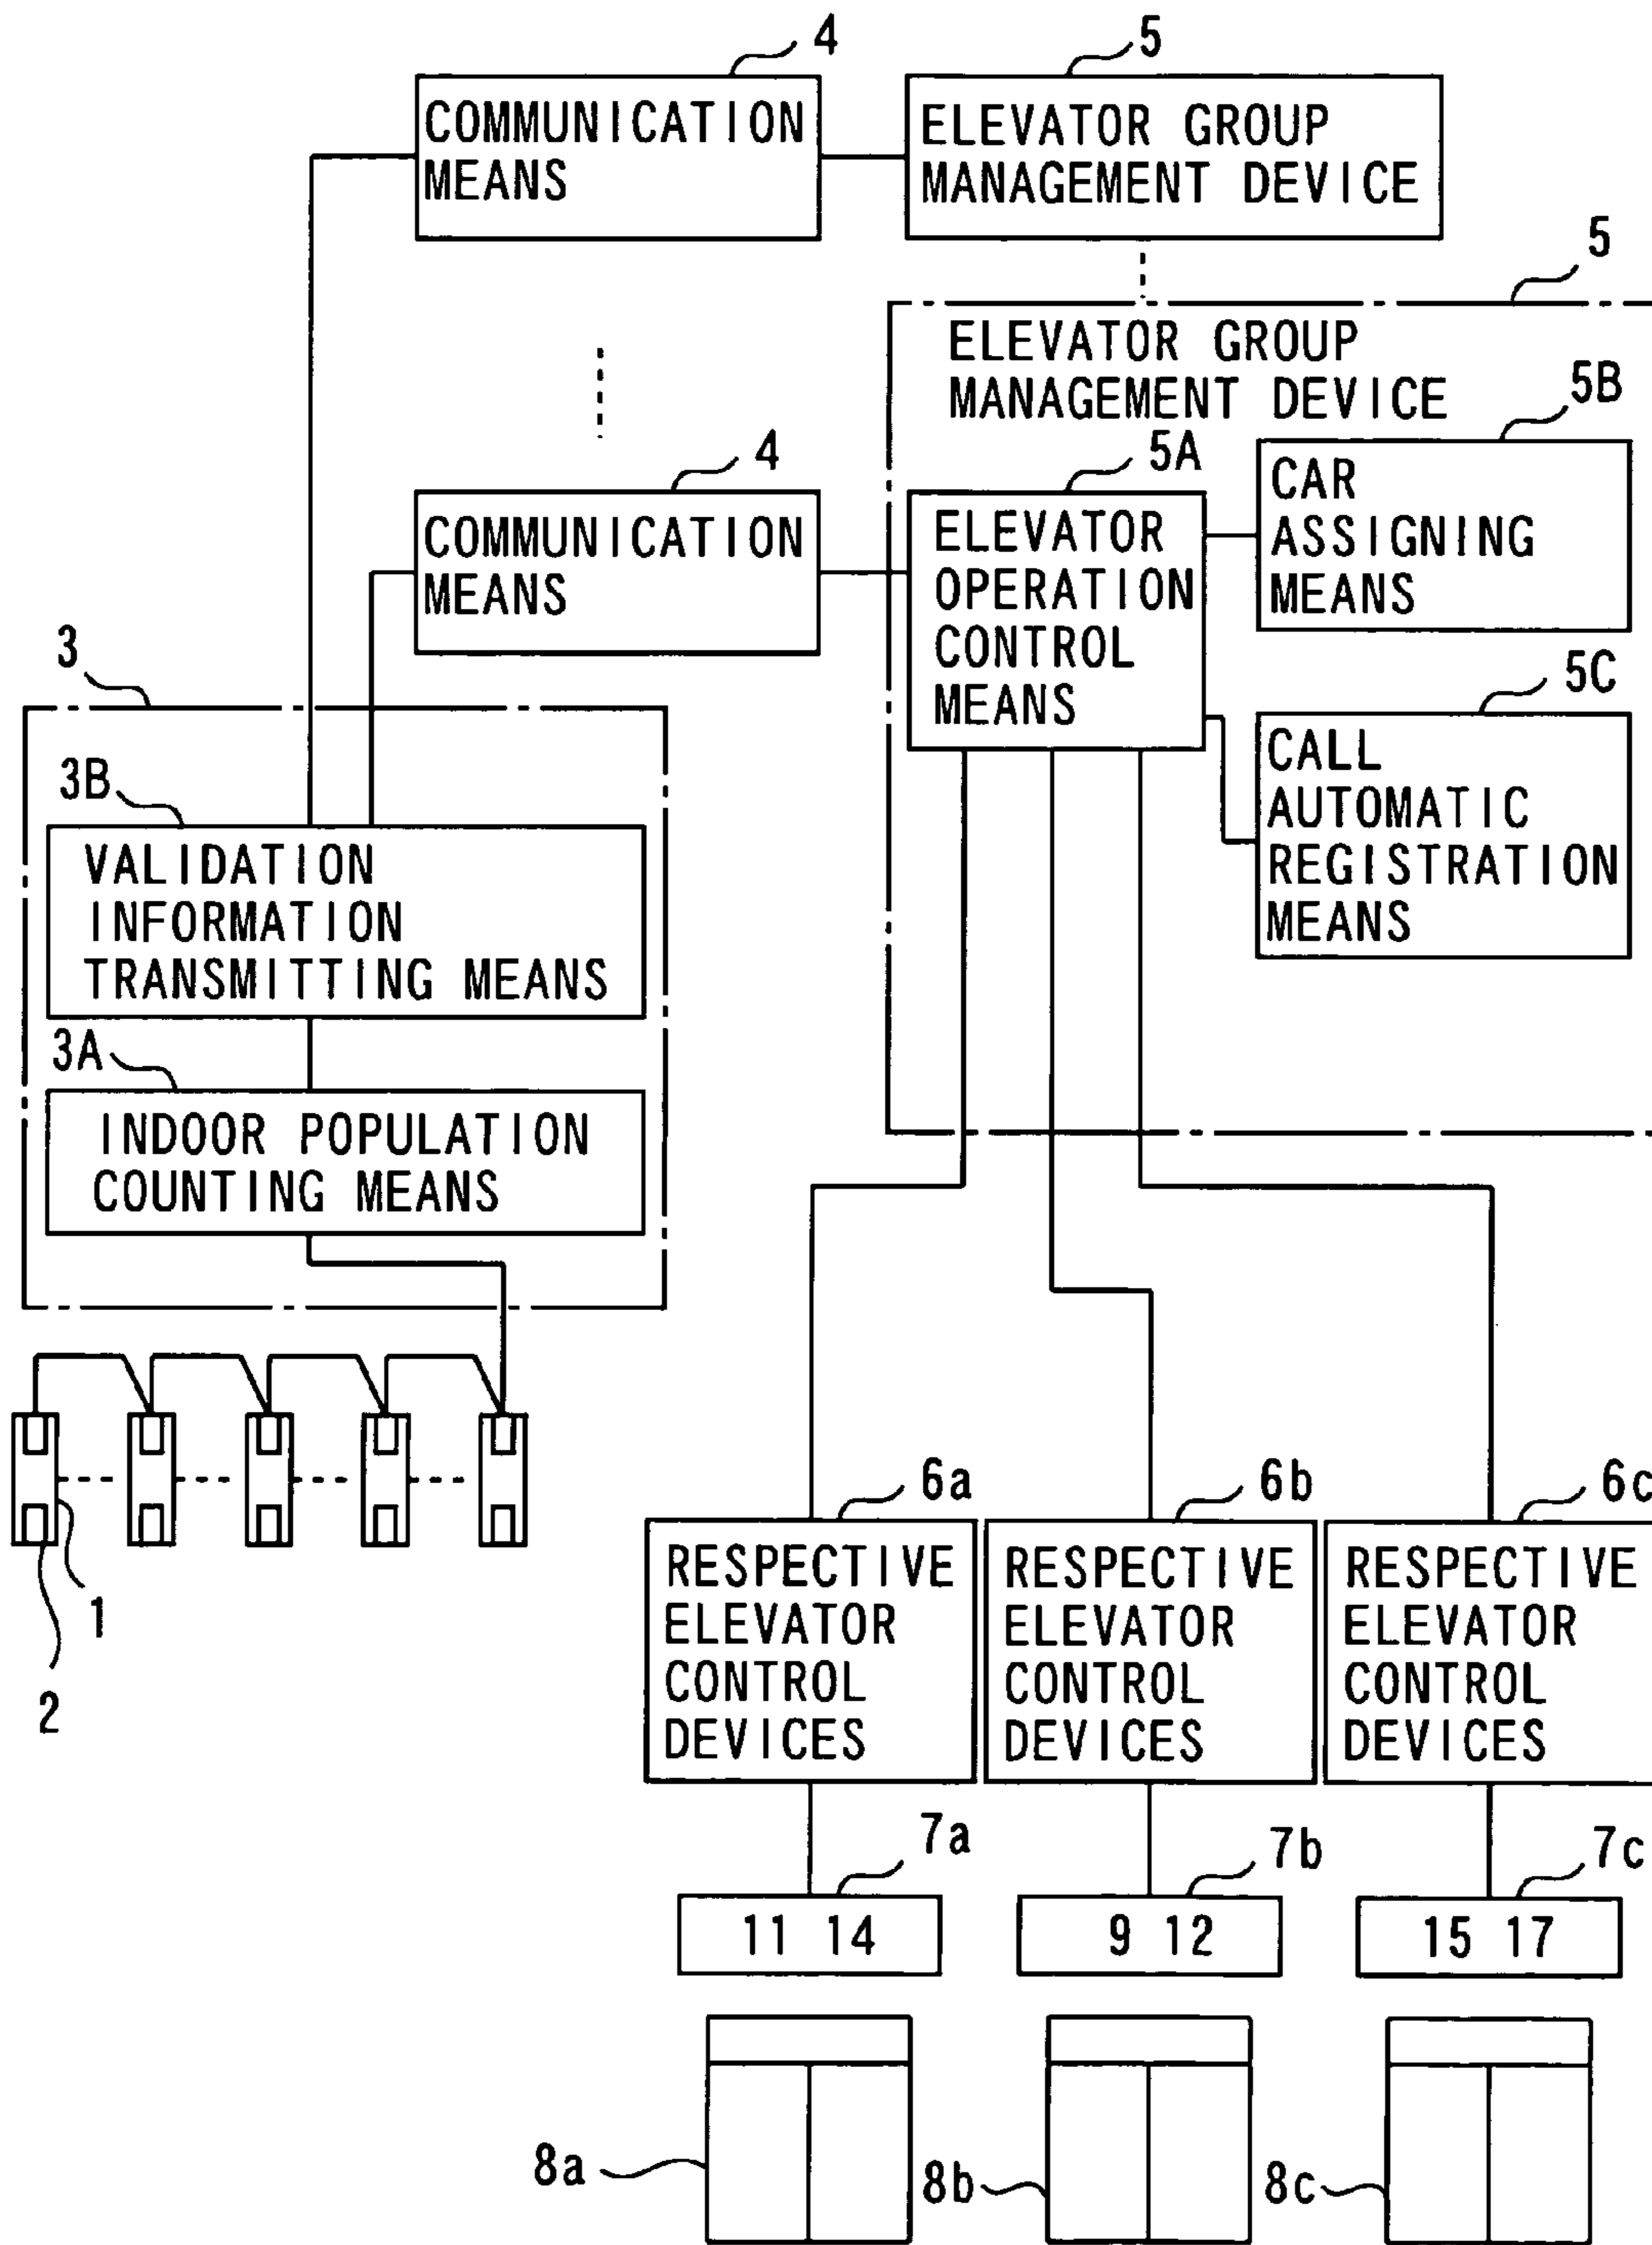 4
5
COMMUNICATION
MEANS
ELEVATOR GROUP
MANAGEMENT DEVICE
5
ELEVATOR GROUP
MANAGEMENT DEVICE
5B
4
5A
CAR
ASSIGNING
MEANS
COMMUNICATION
MEANS
ELEVATOR
OPERATION
CONTROL
MEANS
3
5C
CALL
AUTOMATIC
REGISTRATION
MEANS
3B
VALIDATION
INFORMATION
TRANSMITTING MEANS
3A
INDOOR POPULATION
COUNTING MEANS
1
2
6a
6b
6c
RESPECTIVE
ELEVATOR
CONTROL
DEVICES
RESPECTIVE
ELEVATOR
CONTROL
DEVICES
RESPECTIVE
ELEVATOR
CONTROL
DEVICES
7a
7b
7c
11 14
9 12
15 17
8a
8b
8c